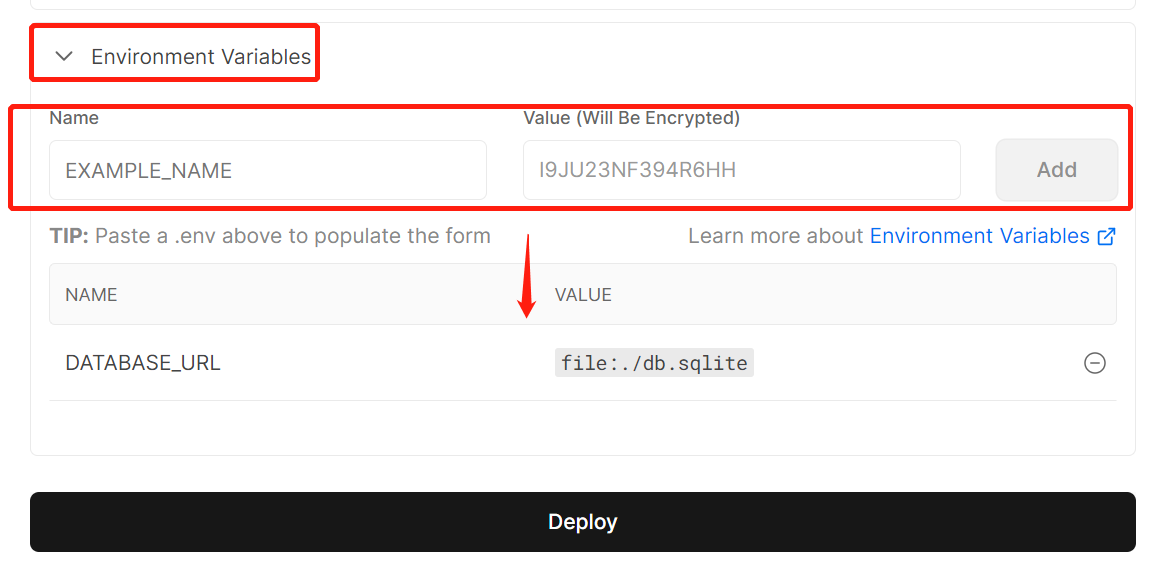 Environment Variables
Name
Value (Will Be Encrypted)
EXAMPLE_NAME
I9JU23NF394R6HH
Add
TIP: Paste a .env above to populate the form
Learn more about Environment Variables
NAME
VALUE
DATABASE_URL
file:./db.sqlite
Deploy